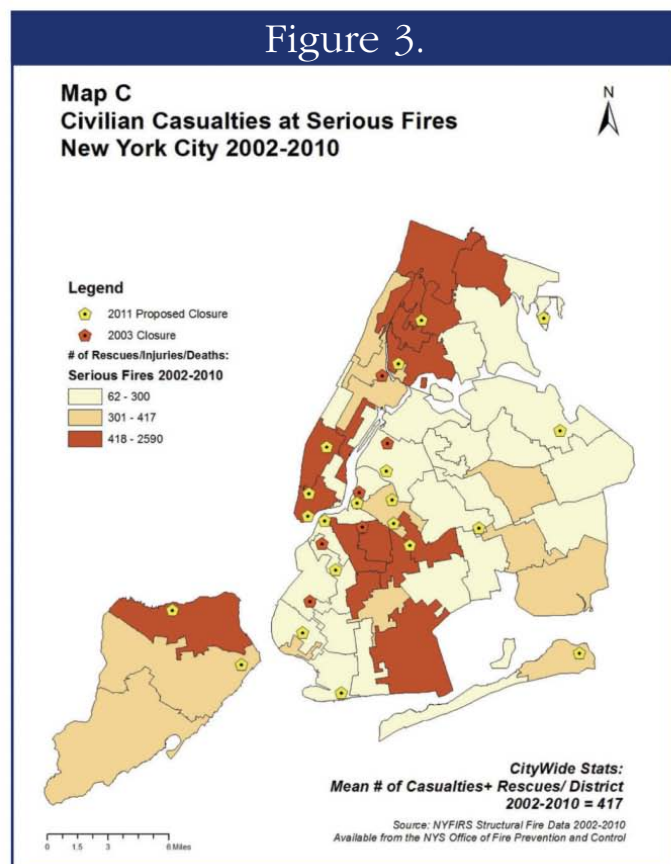 Figure 3.
Map C
Civilian Casualties at Serious Fires
New York City 2002-2010
N
Legend
2011 Proposed Closure
2003 Closure
# of Rescues/Injuries/Deaths:
Serious Fires 2002-2010
62 - 300
301 - 417
418 - 2590
CityWide Stats:
Mean # of Casualties+ Rescues/ District
2002-2010 = 417
Source: NYFIRS Structural Fire Data 2002-2010
Available from the NYS Office of Fire Prevention and Control
0 1.5 3 6 Miles